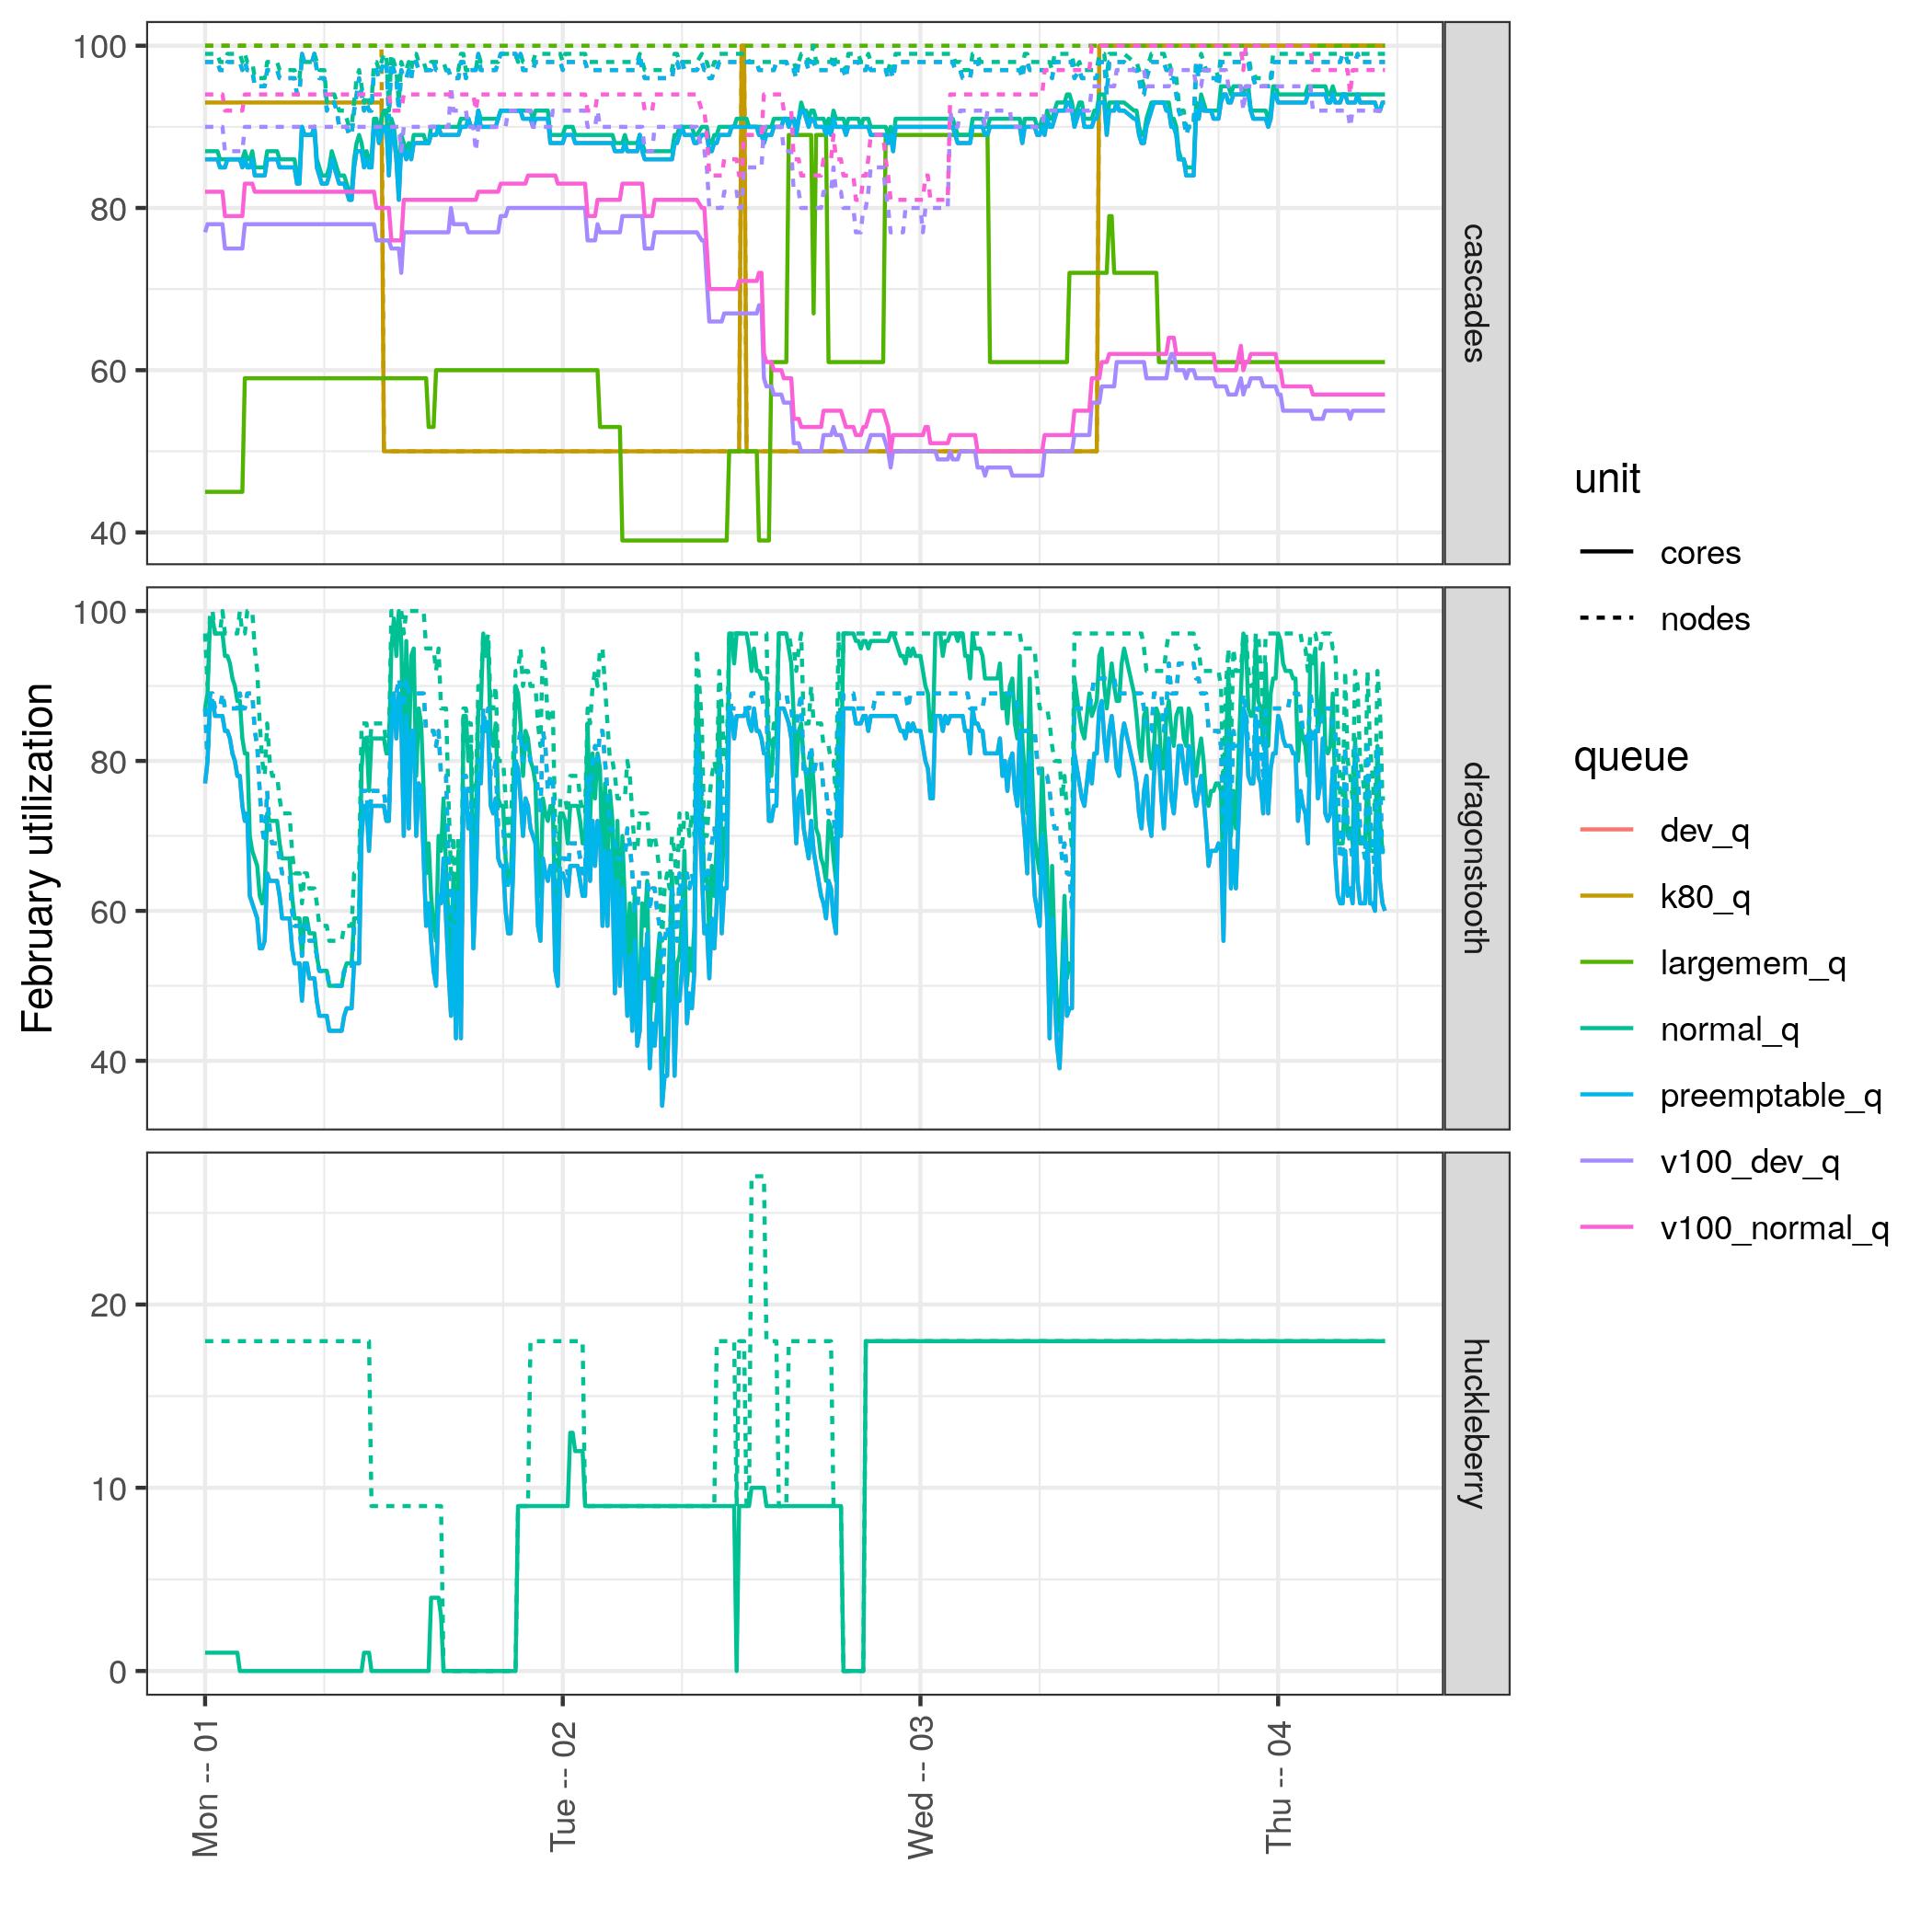 February utilization
100
80
60
40
cascades
100
80
60
40
dragonstooth
20
10
0
huckleberry
Mon -- 01
Tue -- 02
Wed -- 03
Thu -- 04
unit
cores
nodes
queue
dev_q
k80_q
largemem_q
normal_q
preemptable_q
v100_dev_q
v100_normal_q